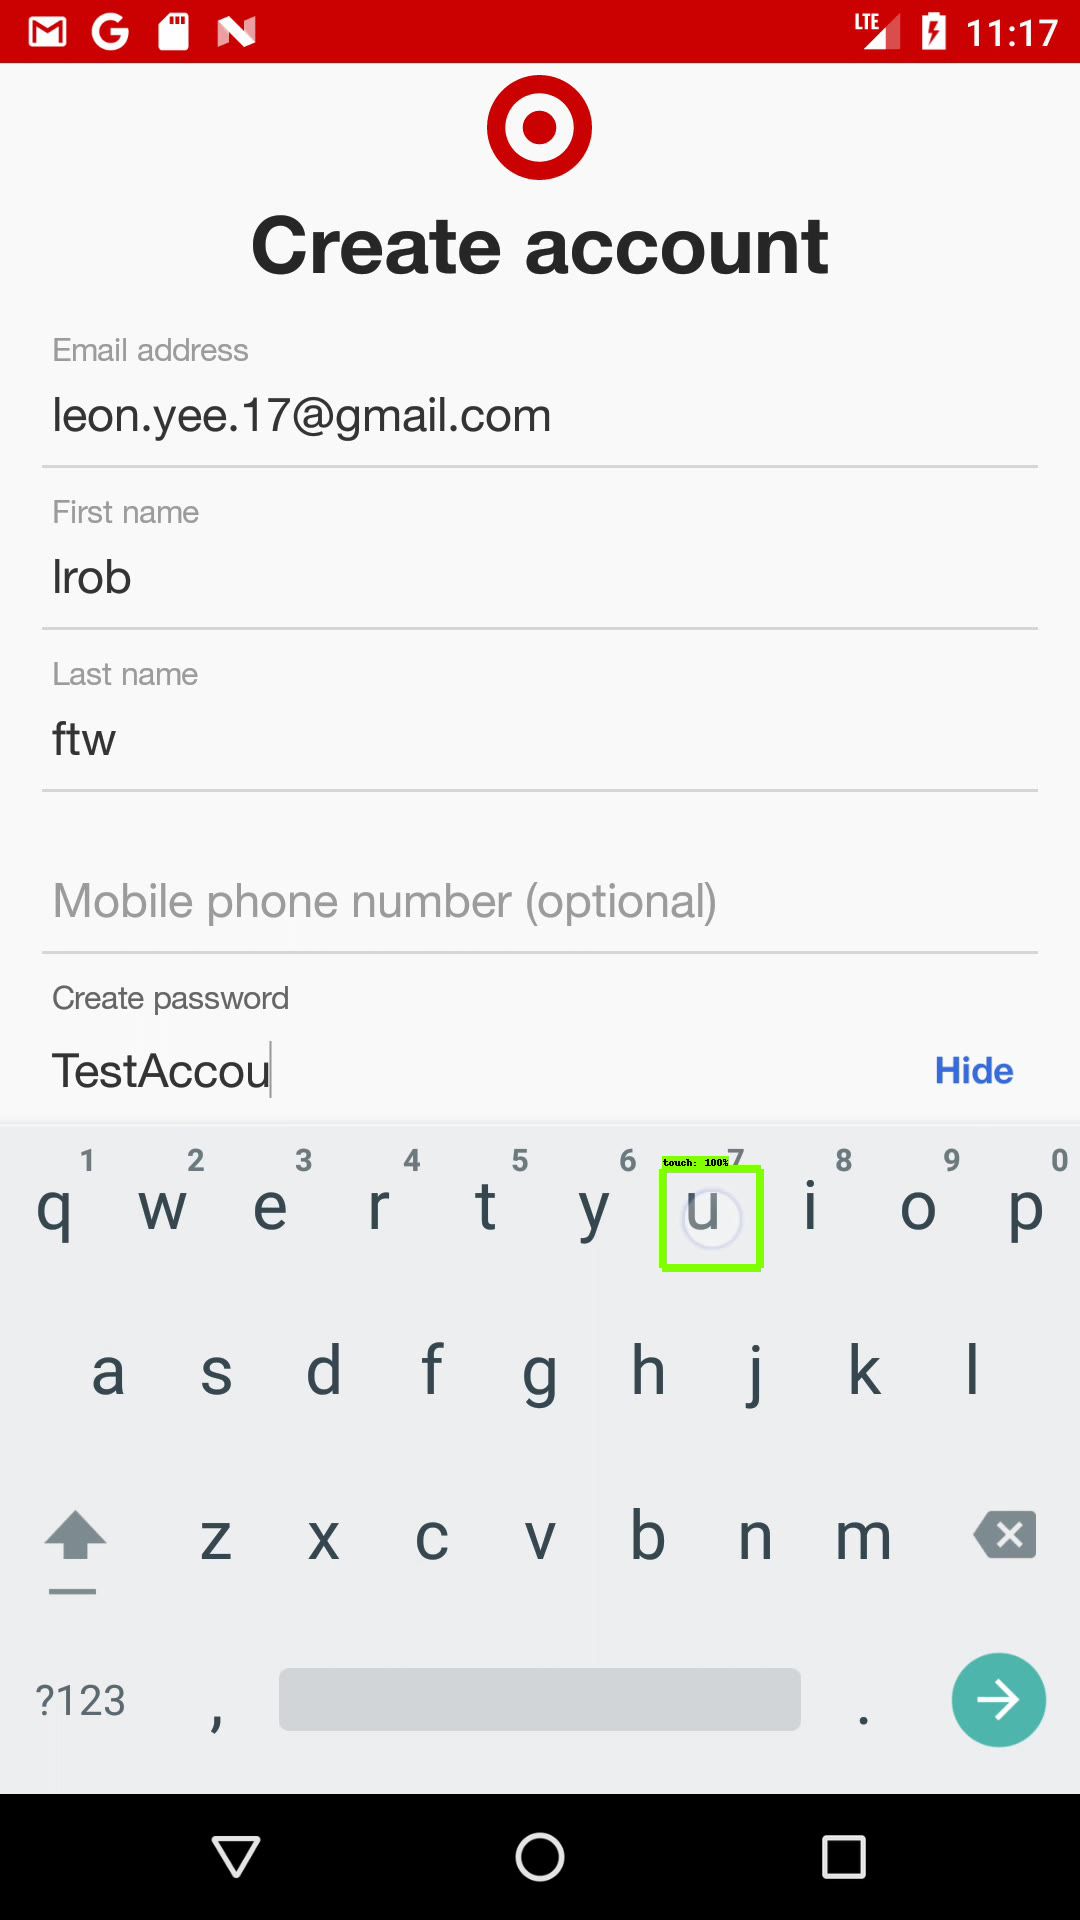 LTE 11:17
Create account
Email address
leon.yee.17@gmail.com
First name
lrob
Last name
ftw
Mobile phone number (optional)
Create password
TestAccou
Hide
1 2 3 4 5 6 7 8 9 0
touch: 100%
q w e r t y u i o p
a s d f g h j k l
z x c v b n m
?123 , .